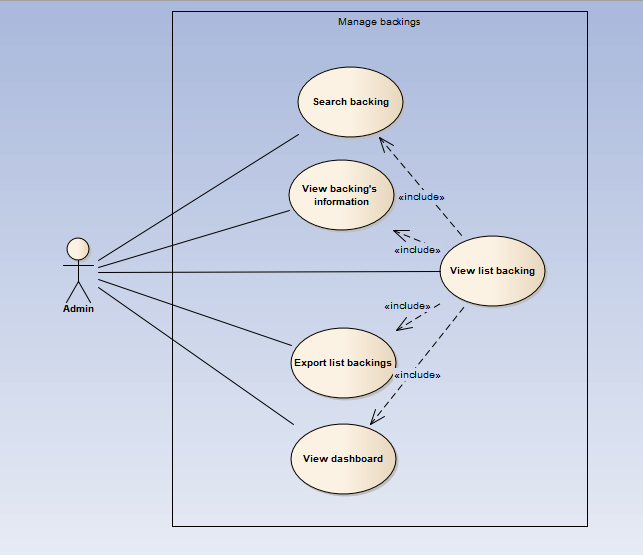 Manage backings
Search backing
View backing's
information
«include»
«include»
View list backing
Admin
«include»
Export list backings
«include»
View dashboard